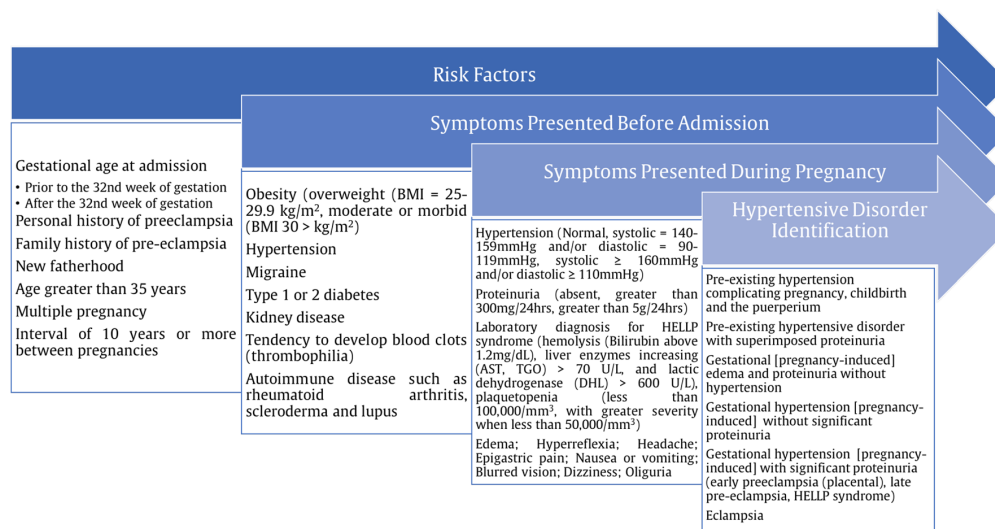 Risk Factors
Gestational age at admission
• Prior to the 32nd week of gestation
• After the 32nd week of gestation
Personal history of preeclampsia
Family history of pre-eclampsia
New fatherhood
Age greater than 35 years
Multiple pregnancy
Interval of 10 years or more
between pregnancies
Symptoms Presented Before Admission
Obesity (overweight (BMI = 25-
29.9 kg/m², moderate or morbid
(BMI 30 > kg/m²)
Hypertension
Migraine
Type 1 or 2 diabetes
Kidney disease
Tendency to develop blood clots
(thrombophilia)
Autoimmune disease such as
rheumatoid arthritis,
scleroderma and lupus
Symptoms Presented During Pregnancy
Hypertension (Normal, systolic = 140-
159mmHg and/or diastolic = 90-
119mmHg, systolic ≥ 160mmHg
and/or diastolic ≥ 110mmHg)
Proteinuria (absent, greater than
300mg/24hrs, greater than 5g/24hrs)
Laboratory diagnosis for HELLP
syndrome (hemolysis (Bilirubin above
1.2mg/dL), liver enzymes increasing
(AST, TGO) > 70 U/L, and lactic
dehydrogenase (DHL) > 600 U/L),
plaquetopenia (less than
100,000/mm³, with greater severity
when less than 50,000/mm³)
Edema; Hyperreflexia; Headache;
Epigastric pain; Nausea or vomiting;
Blurred vision; Dizziness; Oliguria
Hypertensive Disorder
Identification
Pre-existing hypertension
complicating pregnancy, childbirth
and the puerperium
Pre-existing hypertensive disorder
with superimposed proteinuria
Gestational [pregnancy-induced]
edema and proteinuria without
hypertension
Gestational hypertension [pregnancy-
induced] without significant
proteinuria
Gestational hypertension [pregnancy-
induced] with significant proteinuria
(early preeclampsia (placental), late
pre-eclampsia, HELLP syndrome)
Eclampsia